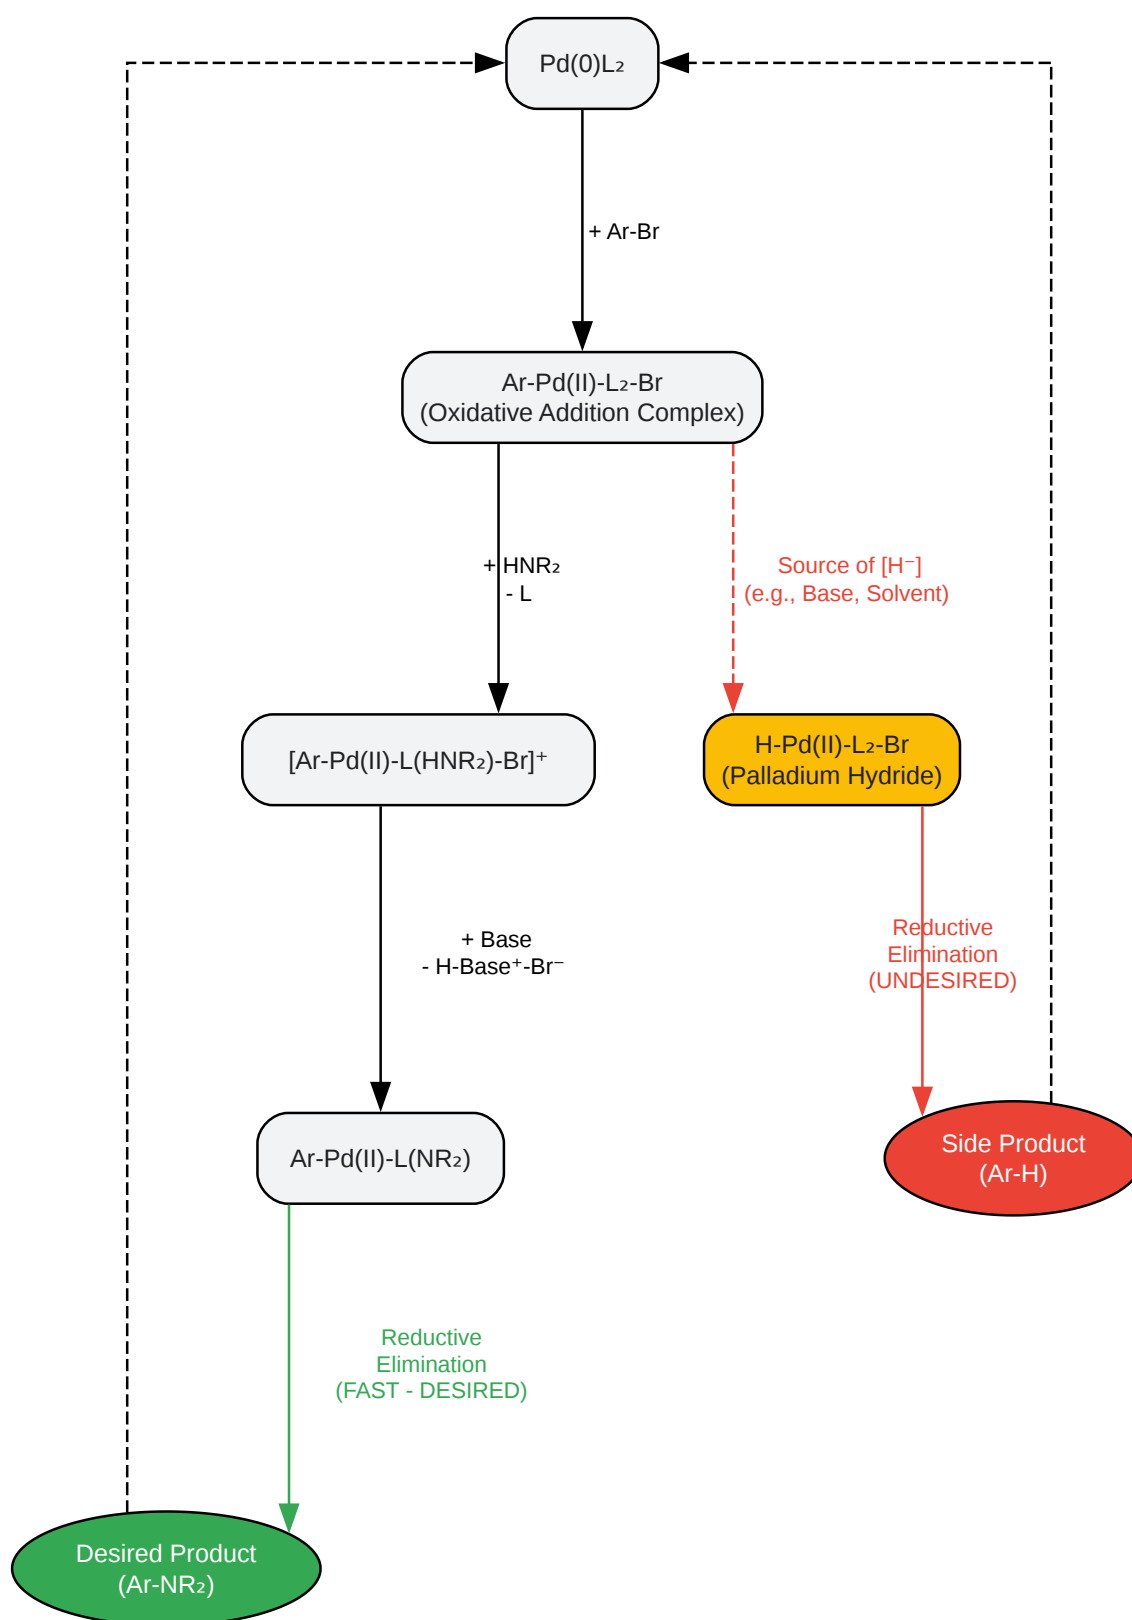 Pd(0)L₂
+ Ar-Br
Ar-Pd(II)-L₂-Br
(Oxidative Addition Complex)
+ HNR₂
- L
Source of [H⁻]
(e.g., Base, Solvent)
[Ar-Pd(II)-L(HNR₂)-Br]⁺
H-Pd(II)-L₂-Br
(Palladium Hydride)
+ Base
- H-Base⁺-Br⁻
Reductive
Elimination
(UNDESIRED)
Ar-Pd(II)-L(NR₂)
Side Product
(Ar-H)
Reductive
Elimination
(FAST - DESIRED)
Desired Product
(Ar-NR₂)